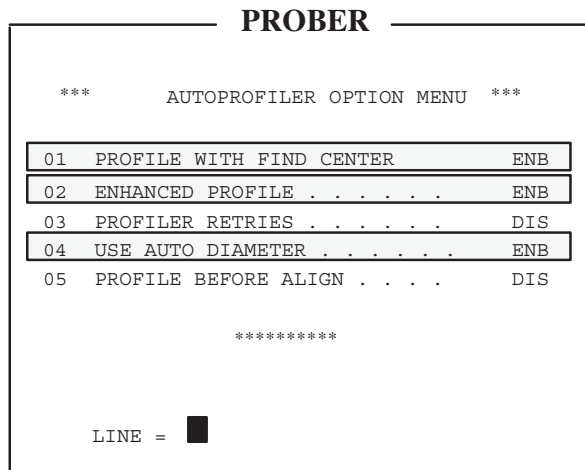 PROBER
*** AUTOPROFILER OPTION MENU ***
01 PROFILE WITH FIND CENTER ENB
02 ENHANCED PROFILE . . . . . . ENB
03 PROFILER RETRIES . . . . . . DIS
04 USE AUTO DIAMETER . . . . . . ENB
05 PROFILE BEFORE ALIGN . . . . DIS
**********
LINE =